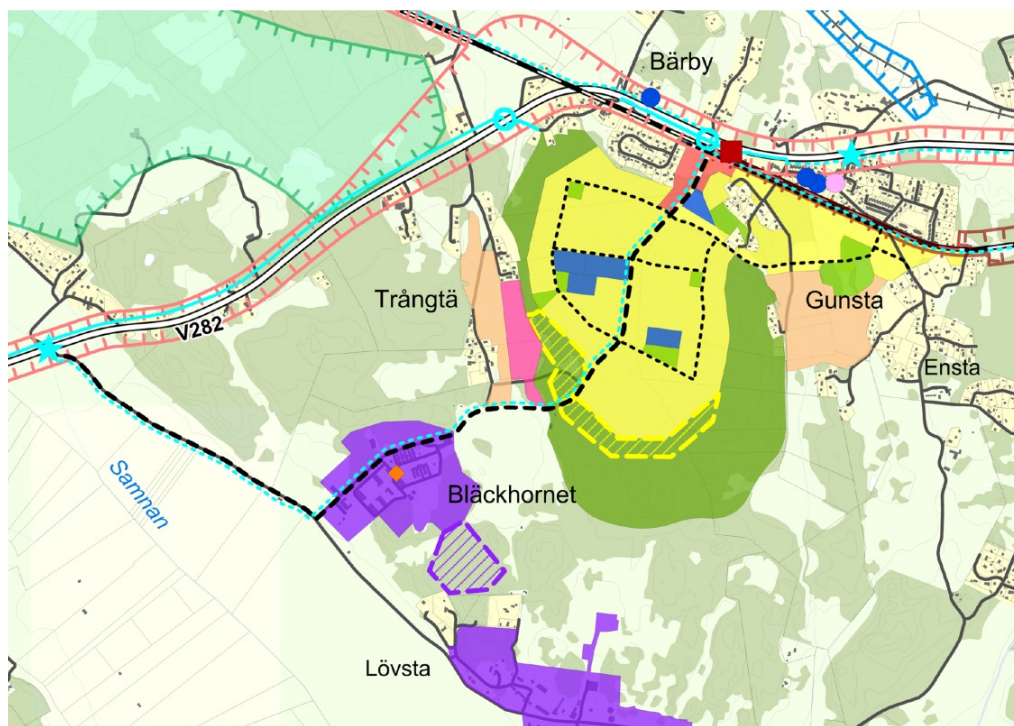 Bärby
Trångtä
Gunsta
V282
Ensta
Samnan
Bläckhornet
Lövsta